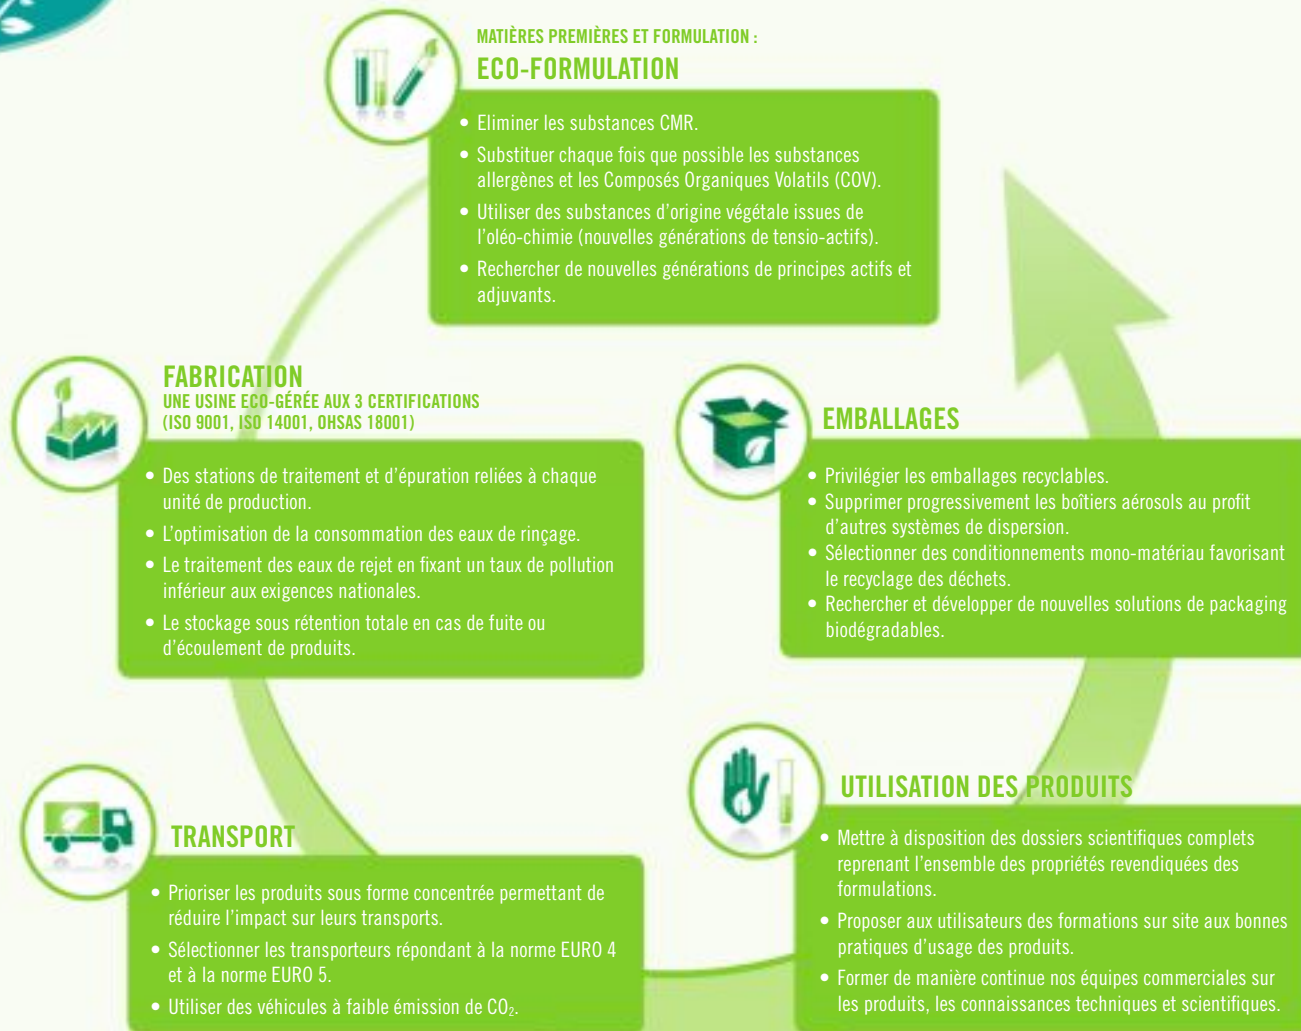 MATIÈRES PREMIÈRES ET FORMULATION :
ECO-FORMULATION
• Eliminer les substances CMR.
• Substituer chaque fois que possible les substances
allergènes et les Composés Organiques Volatils (COV).
• Utiliser des substances d'origine végétale issues de
l'oléo-chimie (nouvelles générations de tensio-actifs).
• Rechercher de nouvelles générations de principes actifs et
adjuvants.
FABRICATION
UNE USINE ECO-GÉRÉE AUX 3 CERTIFICATIONS
(ISO 9001, ISO 14001, OHSAS 18001)
• Des stations de traitement et d'épuration reliées à chaque
unité de production.
• L'optimisation de la consommation des eaux de rinçage.
• Le traitement des eaux de rejet en fixant un taux de pollution
inférieur aux exigences nationales.
• Le stockage sous rétention totale en cas de fuite ou
d'écoulement de produits.
EMBALLAGES
• Privilégier les emballages recyclables.
• Supprimer progressivement les boîtiers aérosols au profit
d'autres systèmes de dispersion.
• Sélectionner des conditionnements mono-matériau favorisant
le recyclage des déchets.
• Rechercher et développer de nouvelles solutions de packaging
biodégradables.
TRANSPORT
• Prioriser les produits sous forme concentrée permettant de
réduire l'impact sur leurs transports.
• Sélectionner les transporteurs répondant à la norme EURO 4
et à la norme EURO 5.
• Utiliser des véhicules à faible émission de CO₂.
UTILISATION DES PRODUITS
• Mettre à disposition des dossiers scientifiques complets
reprenant l'ensemble des propriétés revendiquées des
formulations.
• Proposer aux utilisateurs des formations sur site aux bonnes
pratiques d'usage des produits.
• Former de manière continue nos équipes commerciales sur
les produits, les connaissances techniques et scientifiques.